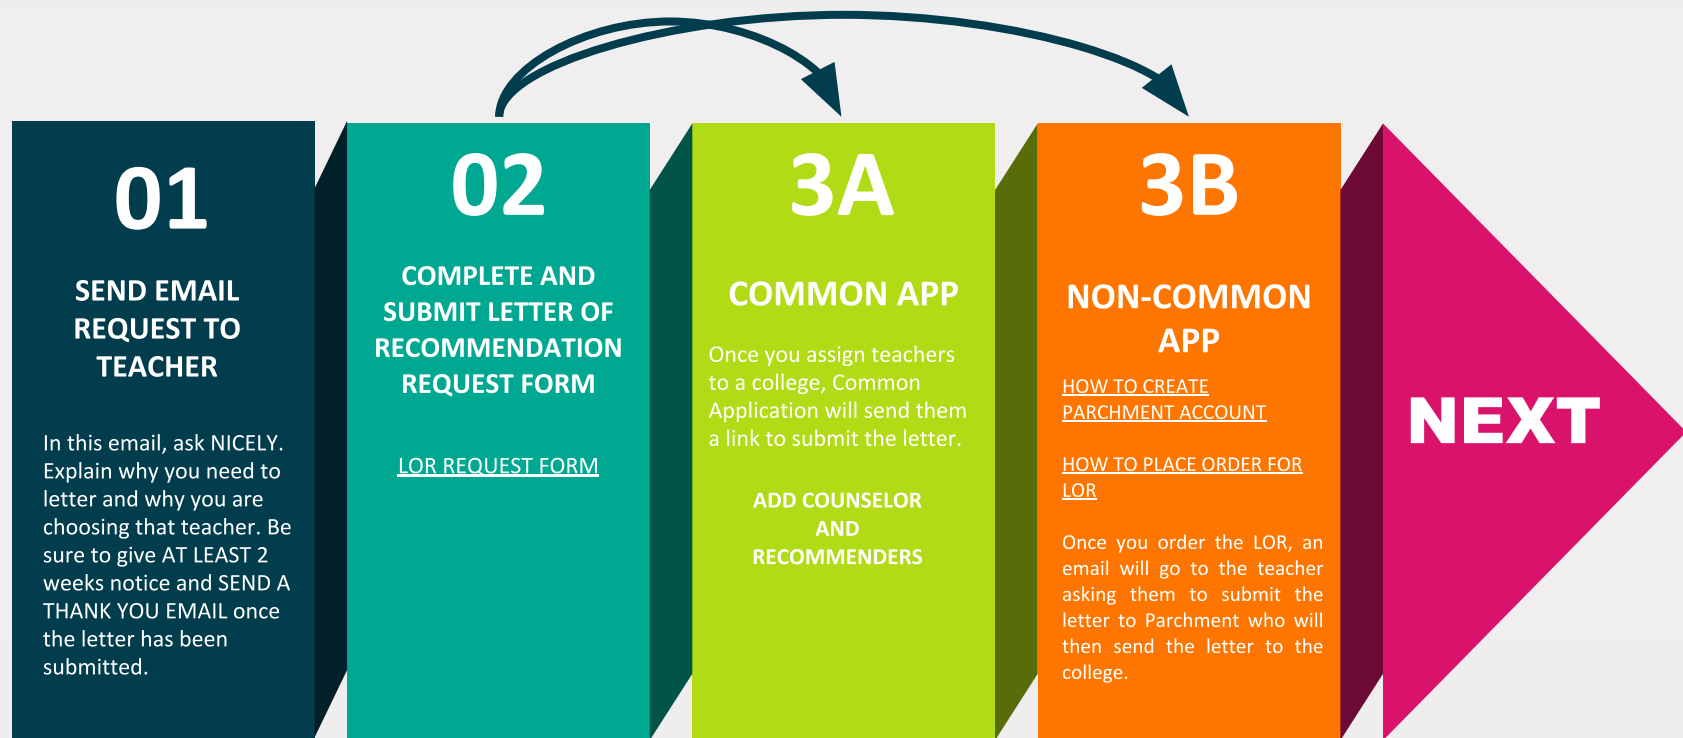 01
SEND EMAIL
REQUEST TO
TEACHER
In this email, ask NICELY.
Explain why you need to
letter and why you are
choosing that teacher. Be
sure to give AT LEAST 2
weeks notice and SEND A
THANK YOU EMAIL once
the letter has been
submitted.
02
COMPLETE AND
SUBMIT LETTER OF
RECOMMENDATION
REQUEST FORM
LOR REQUEST FORM
3A
COMMON APP
Once you assign teachers
to a college, Common
Application will send them
a link to submit the letter.
ADD COUNSELOR
AND
RECOMMENDERS
3B
NON-COMMON
APP
HOW TO CREATE
PARCHMENT ACCOUNT
HOW TO PLACE ORDER FOR
LOR
Once you order the LOR, an
email will go to the teacher
asking them to submit the
letter to Parchment who will
then send the letter to the
college.
NEXT